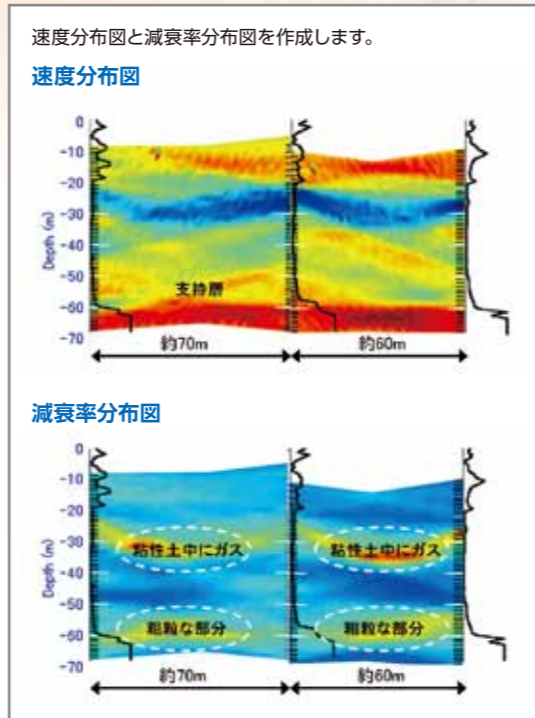 速度分布図と減衰率分布図を作成します。
速度分布図
0
-10
-20
-30
-40
-50
-60
-70
Depth (m)
支持層
約70m
約60m
減衰率分布図
0
-10
-20
-30
-40
-50
-60
-70
Depth (m)
粘性土中にガス
粘性土中にガス
粗粒な部分
粗粒な部分
約70m
約60m